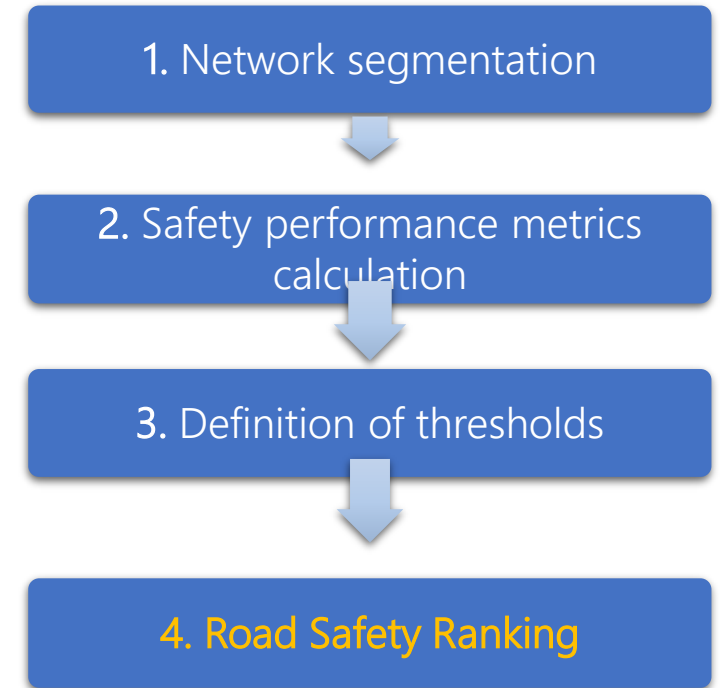 1. Network segmentation
2. Safety performance metrics
calculation
3. Definition of thresholds
4. Road Safety Ranking